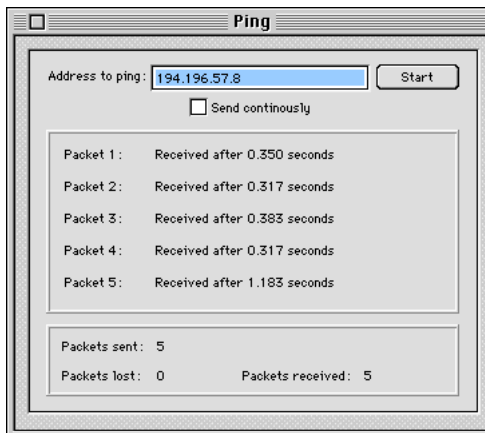 Ping
Address to ping: 194.196.57.8 Start
Send continously
Packet 1: Received after 0.350 seconds
Packet 2: Received after 0.317 seconds
Packet 3: Received after 0.383 seconds
Packet 4: Received after 0.317 seconds
Packet 5: Received after 1.183 seconds
Packets sent: 5
Packets lost: 0 Packets received: 5